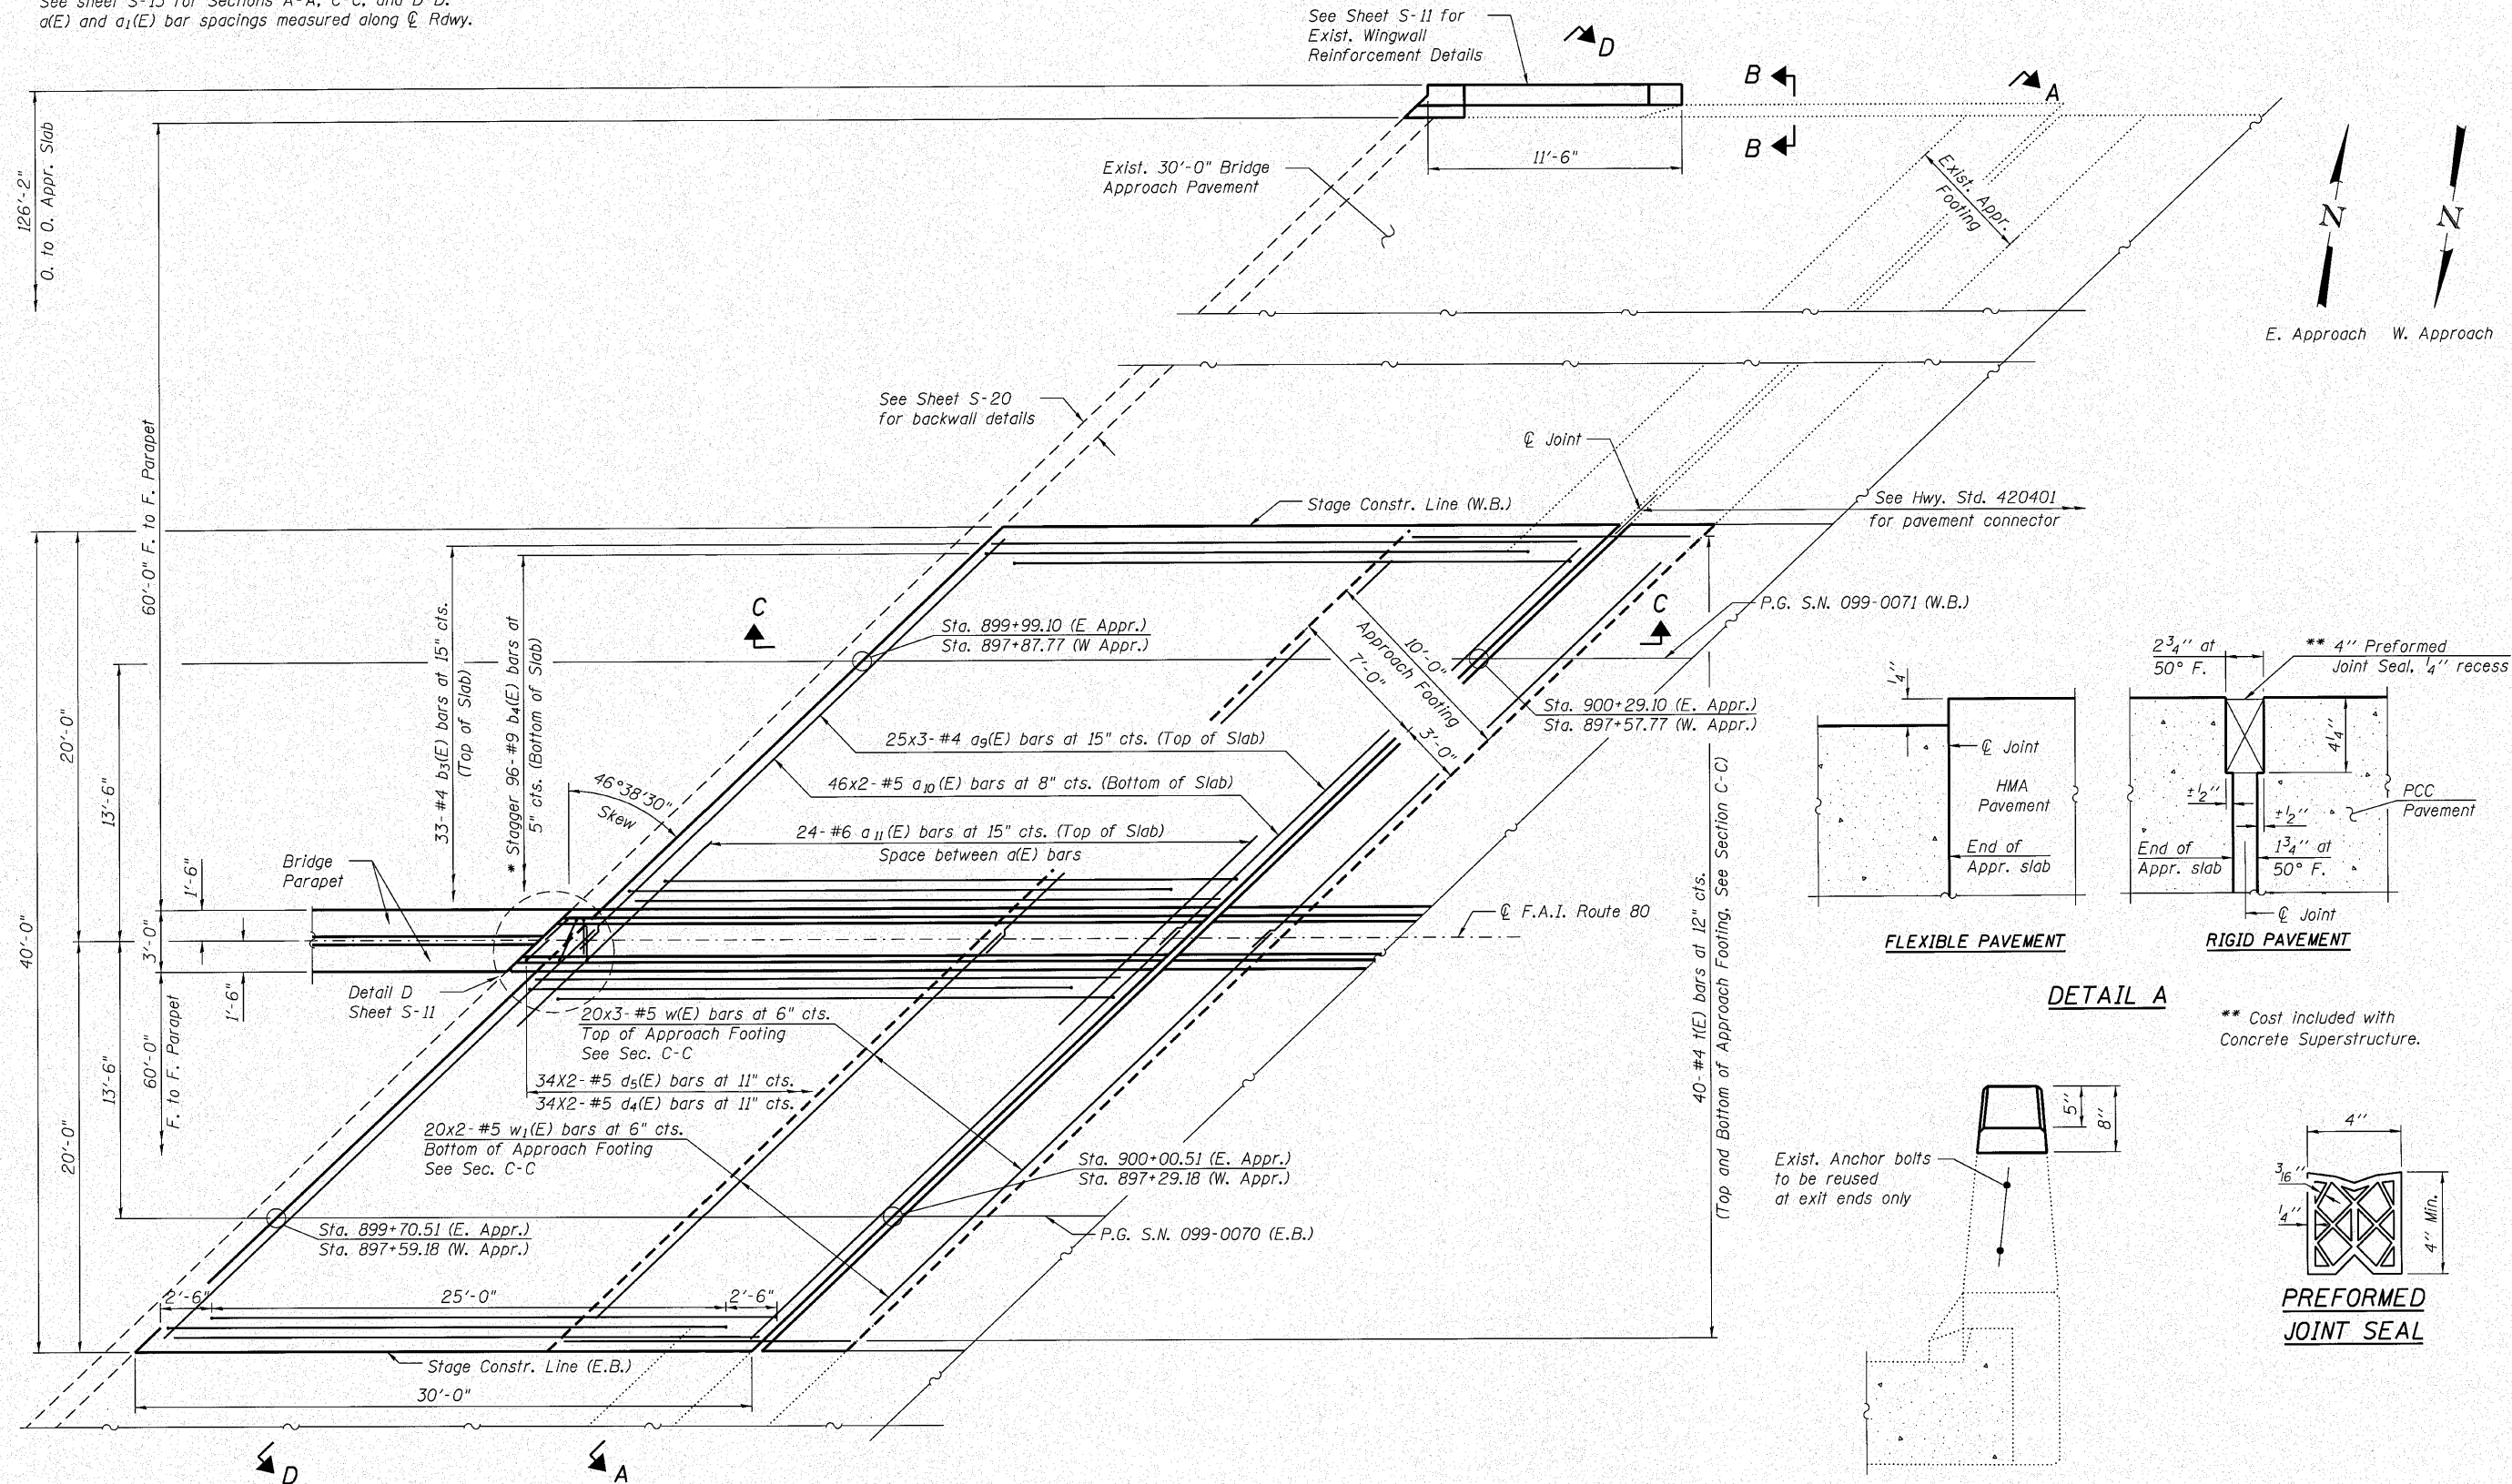 See sheet S-15 for Sections A-A, C-C, and D-D.
a(E) and a1(E) bar spacings measured along ℄ Rdwy.
See Sheet S-11 for
Exist. Wingwall
Reinforcement Details
D
B
A
B
126'-2"
O. to O. Appr. Slab
11'-6"
Exist. 30'-0" Bridge
Approach Pavement
Exist. Appr.
Footing
N
N
E. Approach
W. Approach
60'-0" F. to F. Parapet
See Sheet S-20
for backwall details
℄ Joint
Stage Constr. Line (W.B.)
See Hwy. Std. 420401
for pavement connector
33-#4 b3(E) bars at 15" cts.
(Top of Slab)
* Stagger 96-#9 b4(E) bars at
5" cts. (Bottom of Slab)
C
C
Sta. 899+99.10 (E Appr.)
Sta. 897+87.77 (W Appr.)
P.G. S.N. 099-0071 (W.B.)
10'-0"
Approach Footing
7'-0"
3'-0"
Sta. 900+29.10 (E. Appr.)
Sta. 897+57.77 (W. Appr.)
25x3-#4 a9(E) bars at 15" cts. (Top of Slab)
46x2-#5 a10(E) bars at 8" cts. (Bottom of Slab)
46°38'30"
Skew
24-#6 a11(E) bars at 15" cts. (Top of Slab)
Space between a(E) bars
20'-0"
13'-6"
1'-6"
40'-0"
3'-0"
1'-6"
13'-6"
60'-0"
F. to F. Parapet
20'-0"
Bridge
Parapet
℄ F.A.I. Route 80
Detail D
Sheet S-11
20x3-#5 w(E) bars at 6" cts.
Top of Approach Footing
See Sec. C-C
34X2-#5 d5(E) bars at 11" cts.
34X2-#5 d4(E) bars at 11" cts.
20x2-#5 w1(E) bars at 6" cts.
Bottom of Approach Footing
See Sec. C-C
40-#4 t(E) bars at 12" cts.
(Top and Bottom of Approach Footing, See Section C-C)
Sta. 900+00.51 (E. Appr.)
Sta. 897+29.18 (W. Appr.)
Sta. 899+70.51 (E. Appr.)
Sta. 897+59.18 (W. Appr.)
P.G. S.N. 099-0070 (E.B.)
2'-6"
25'-0"
2'-6"
Stage Constr. Line (E.B.)
30'-0"
D
A
1/4"
℄ Joint
HMA
Pavement
End of
Appr. slab
FLEXIBLE PAVEMENT
2 3/4" at
50° F.
** 4" Preformed
Joint Seal, 1/4" recess
4 1/4"
±1/2"
PCC
Pavement
±1/2"
End of
Appr. slab
1 3/4" at
50° F.
℄ Joint
RIGID PAVEMENT
DETAIL A
** Cost included with
Concrete Superstructure.
5"
8"
Exist. Anchor bolts
to be reused
at exit ends only
4"
3/16"
1/4"
4" Min.
PREFORMED
JOINT SEAL